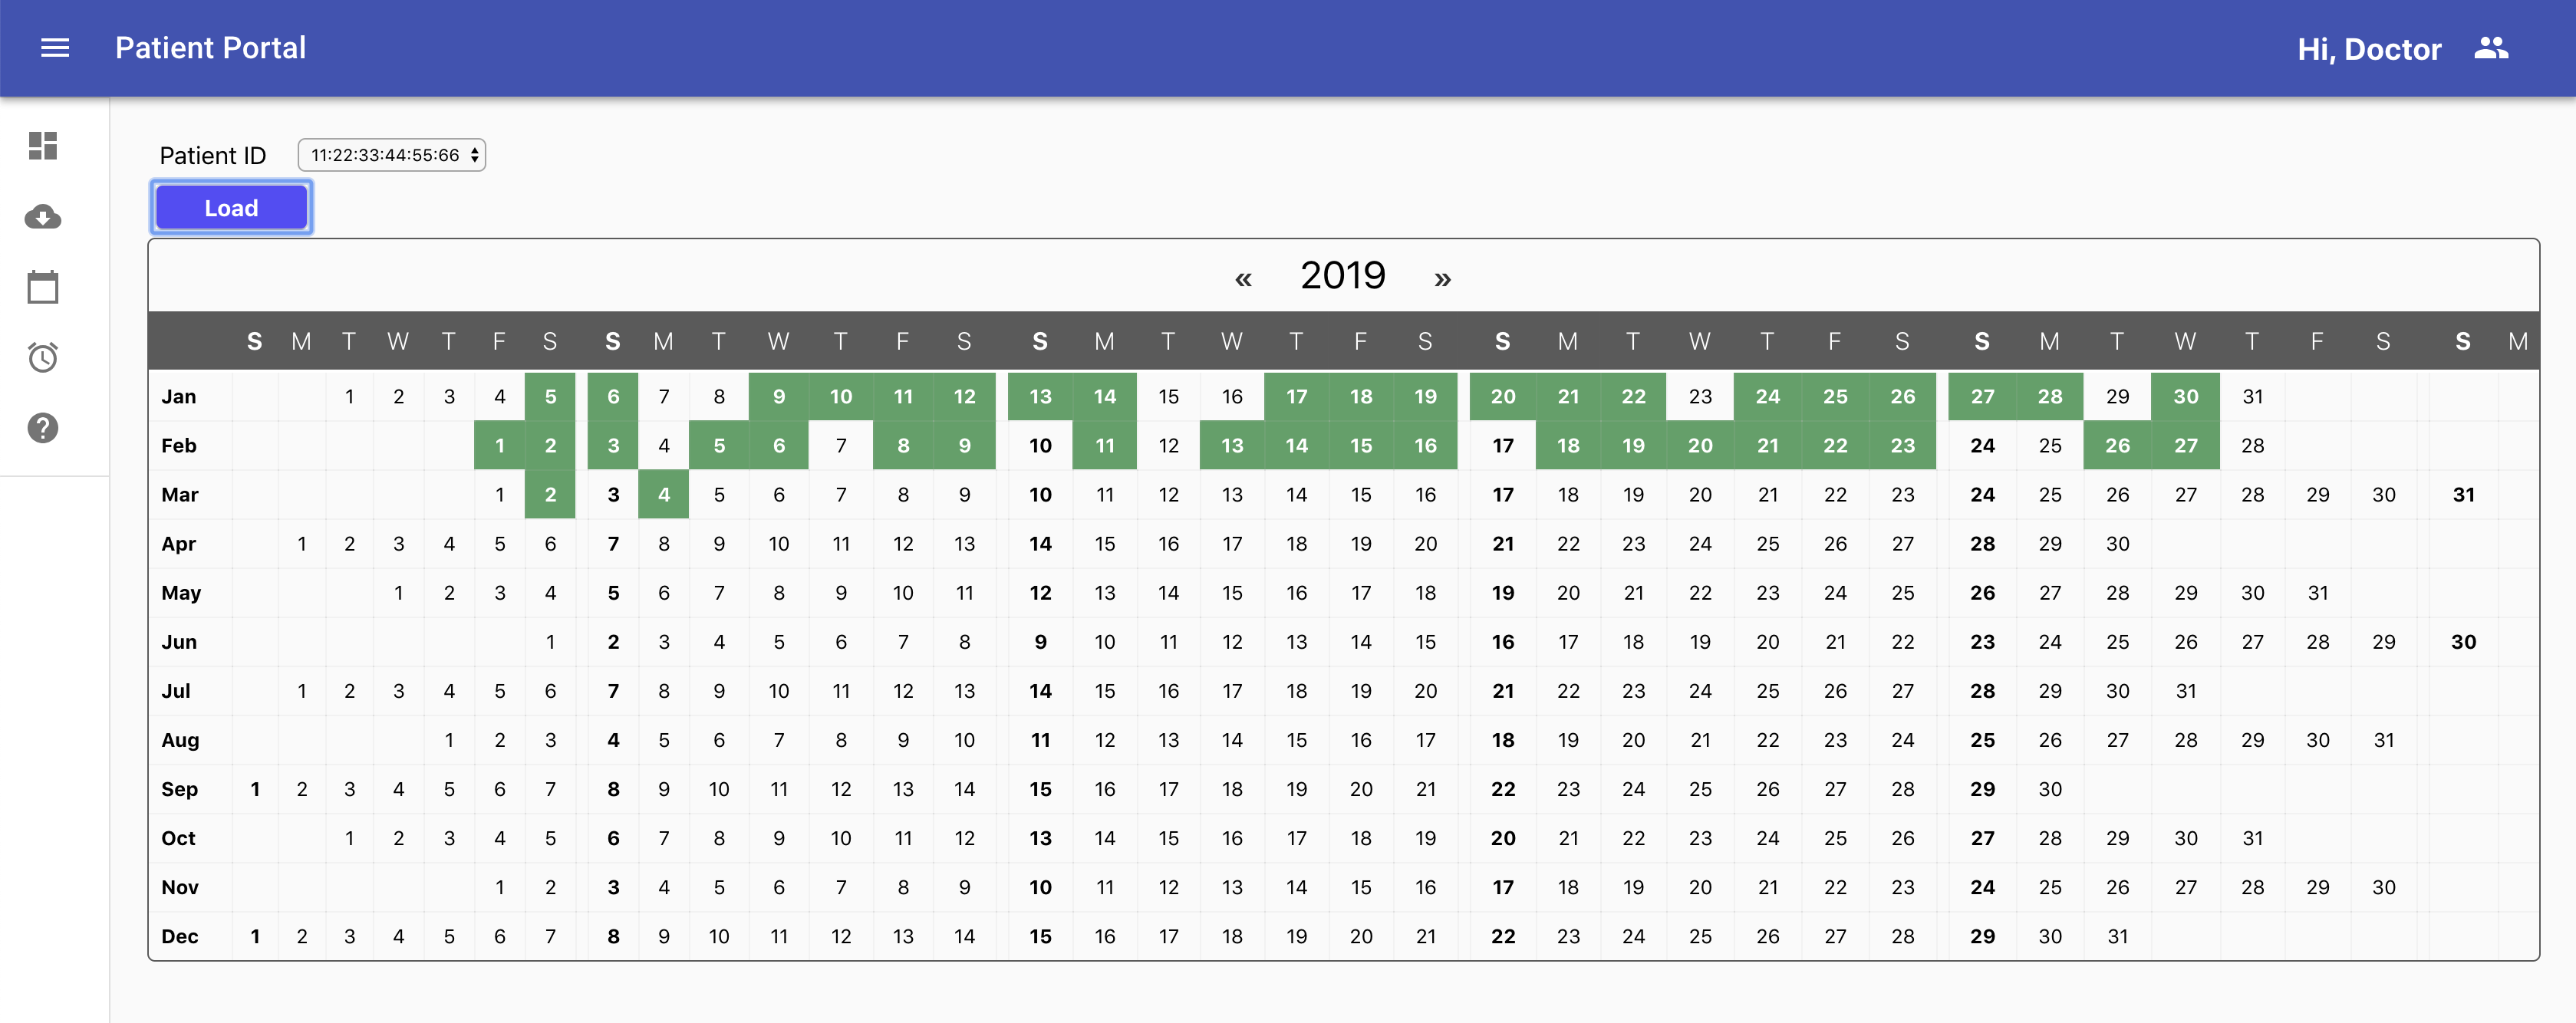 Patient Portal Hi, Doctor
Patient ID 11:22:33:44:55:66
Load
« 2019 »
S M T W T F S S M T W T F S S M T W T F S S M T W T F S S M T W T F S S M
Jan 1 2 3 4 5 6 7 8 9 10 11 12 13 14 15 16 17 18 19 20 21 22 23 24 25 26 27 28 29 30 31
Feb 1 2 3 4 5 6 7 8 9 10 11 12 13 14 15 16 17 18 19 20 21 22 23 24 25 26 27 28
Mar 1 2 3 4 5 6 7 8 9 10 11 12 13 14 15 16 17 18 19 20 21 22 23 24 25 26 27 28 29 30 31
Apr 1 2 3 4 5 6 7 8 9 10 11 12 13 14 15 16 17 18 19 20 21 22 23 24 25 26 27 28 29 30
May 1 2 3 4 5 6 7 8 9 10 11 12 13 14 15 16 17 18 19 20 21 22 23 24 25 26 27 28 29 30 31
Jun 1 2 3 4 5 6 7 8 9 10 11 12 13 14 15 16 17 18 19 20 21 22 23 24 25 26 27 28 29 30
Jul 1 2 3 4 5 6 7 8 9 10 11 12 13 14 15 16 17 18 19 20 21 22 23 24 25 26 27 28 29 30 31
Aug 1 2 3 4 5 6 7 8 9 10 11 12 13 14 15 16 17 18 19 20 21 22 23 24 25 26 27 28 29 30 31
Sep 1 2 3 4 5 6 7 8 9 10 11 12 13 14 15 16 17 18 19 20 21 22 23 24 25 26 27 28 29 30
Oct 1 2 3 4 5 6 7 8 9 10 11 12 13 14 15 16 17 18 19 20 21 22 23 24 25 26 27 28 29 30 31
Nov 1 2 3 4 5 6 7 8 9 10 11 12 13 14 15 16 17 18 19 20 21 22 23 24 25 26 27 28 29 30
Dec 1 2 3 4 5 6 7 8 9 10 11 12 13 14 15 16 17 18 19 20 21 22 23 24 25 26 27 28 29 30 31